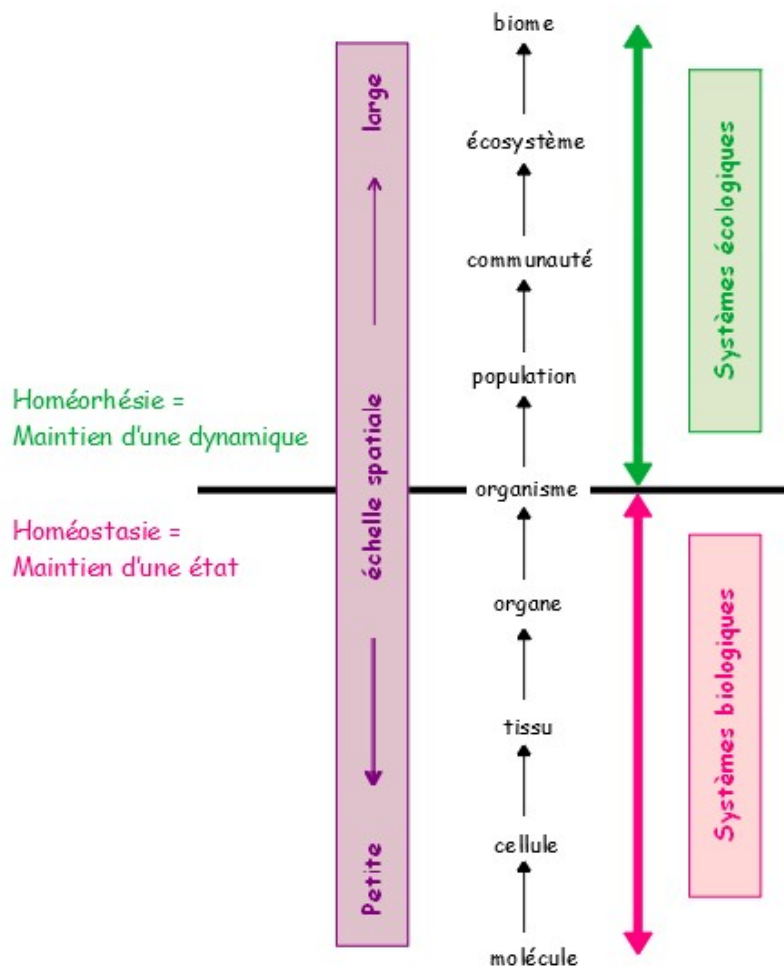 biome
large
écosystème
communauté
population
Systèmes écologiques
Homéorhésie =
Maintien d'une dynamique
échelle spatiale
organisme
Homéostasie =
Maintien d'une état
organe
tissu
cellule
molécule
Petite
Systèmes biologiques